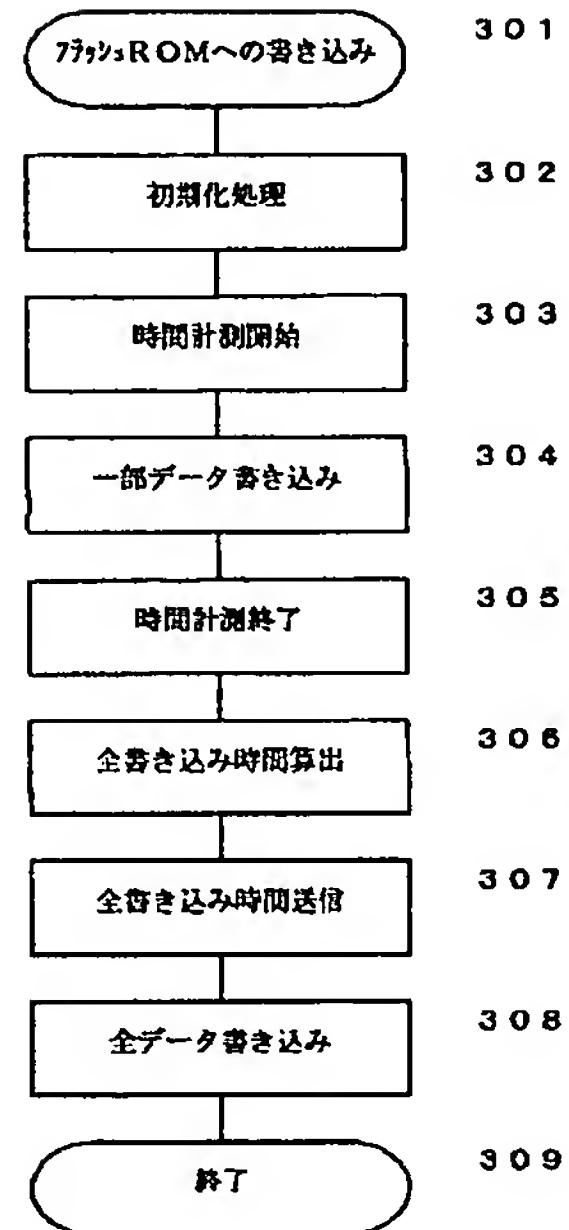 フラッシュROMへの書き込み 301
初期化処理 302
時間計測開始 303
一部データ書き込み 304
時間計測終了 305
全書き込み時間算出 306
全書き込み時間送信 307
全データ書き込み 308
終了 309